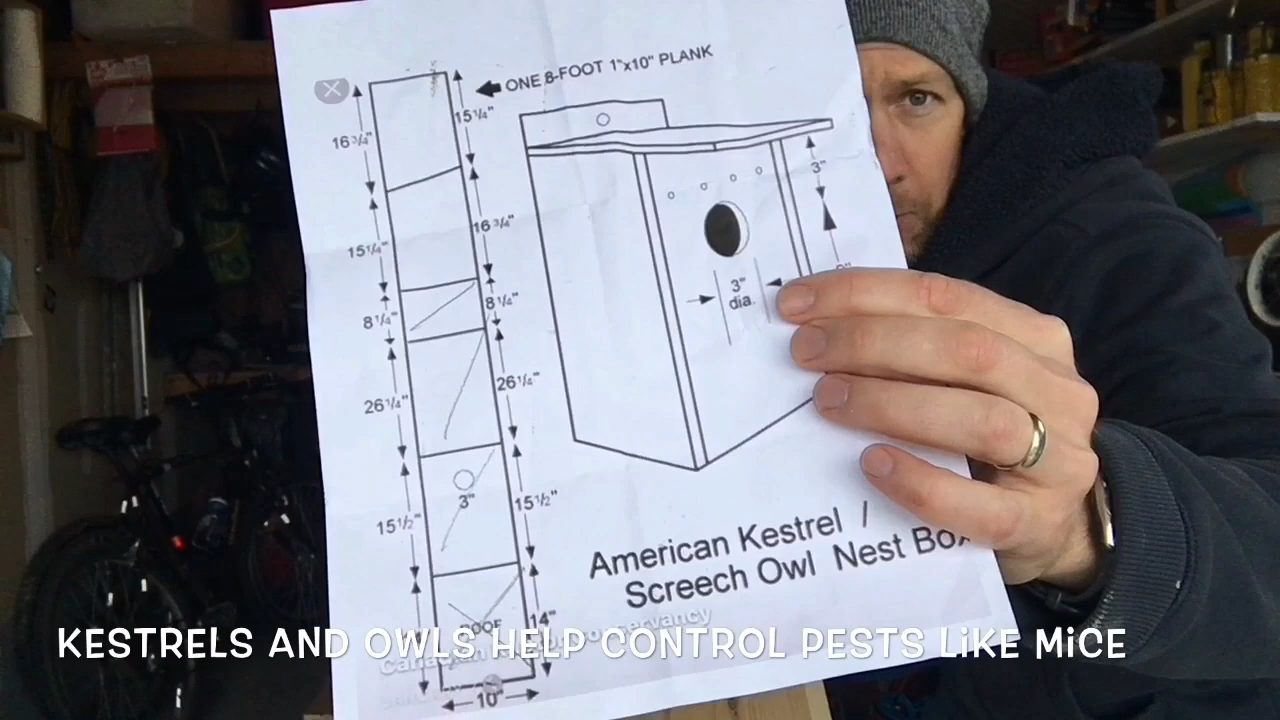 ONE 8-FOOT 1"x10" PLANK
16 3/4"
15 1/4"
15 1/4"
16 3/4"
8 1/4"
8 1/4"
26 1/4"
26 1/4"
3"
15 1/2"
15 1/2"
ROOF
14"
10"
3"
3"
dia.
American Kestrel /
Screech Owl Nest Box
KESTRELS AND OWLS HELP CONTROL PESTS LIKE MICE